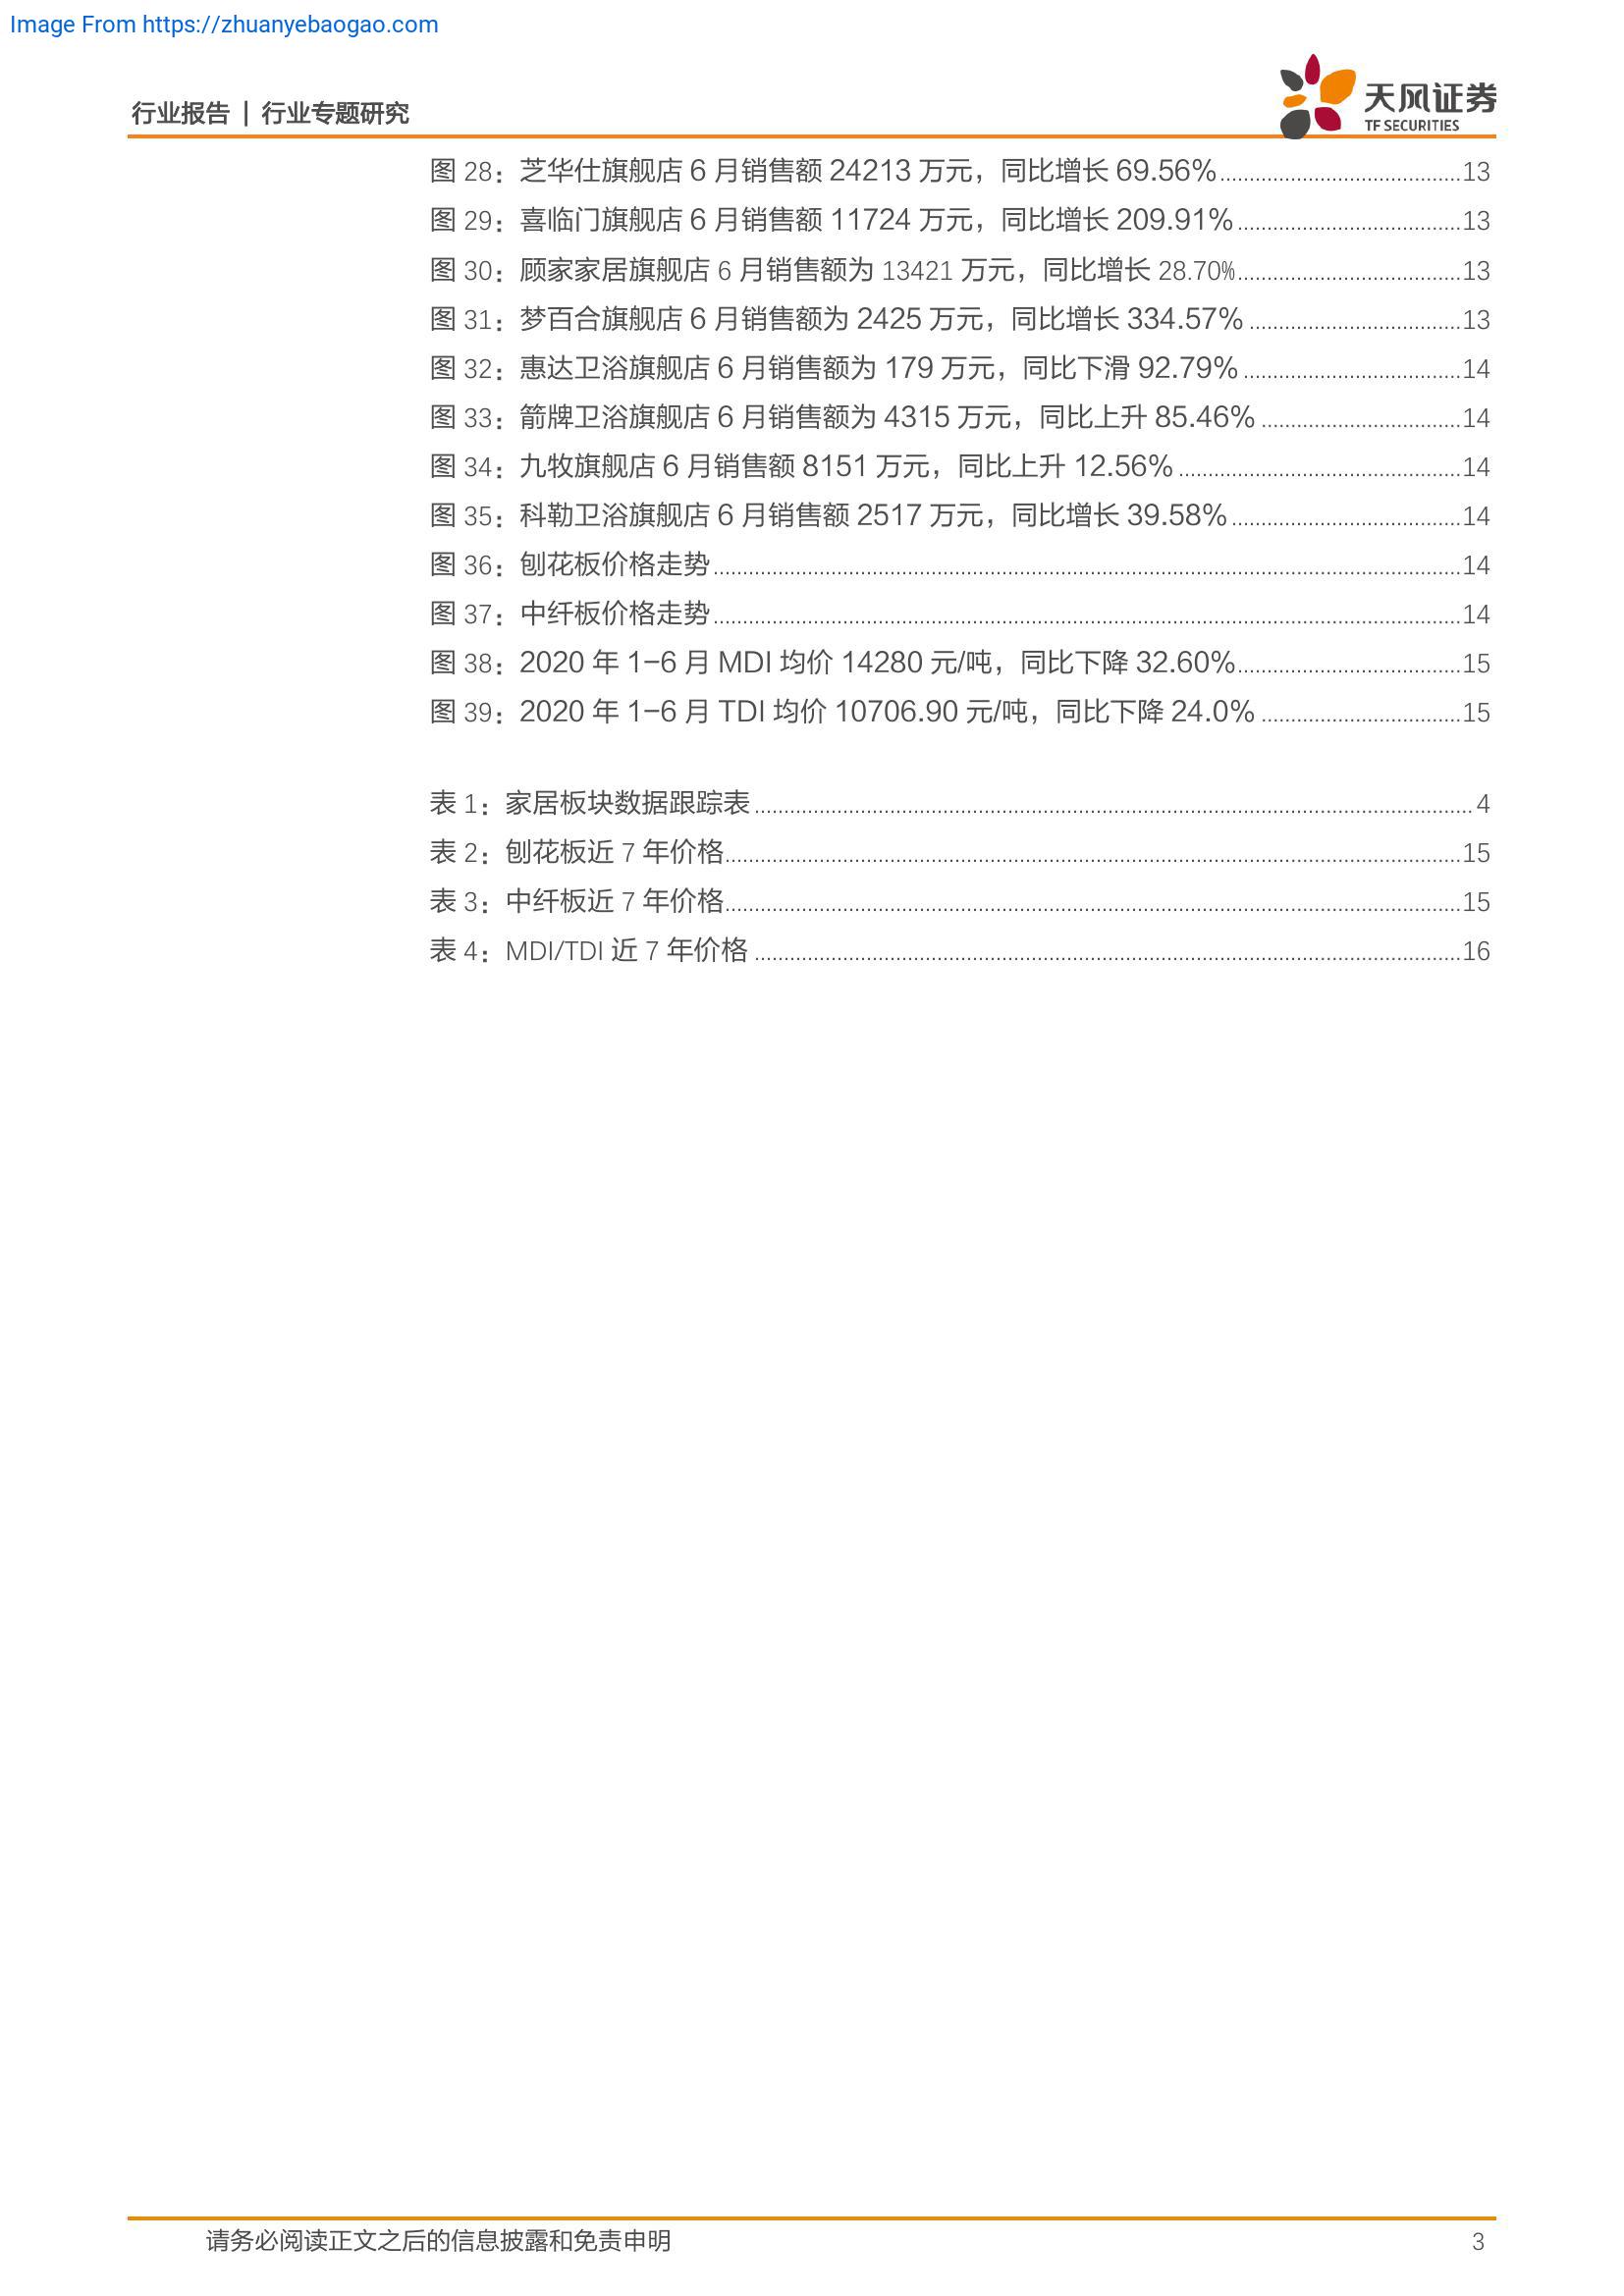 Image From https://zhuanyebaogao.com
行业报告 | 行业专题研究
天风证券
TF SECURITIES
图 28：芝华仕旗舰店 6 月销售额 24213 万元，同比增长 69.56%........................................13
图 29：喜临门旗舰店 6 月销售额 11724 万元，同比增长 209.91%.....................................13
图 30：顾家家居旗舰店 6 月销售额为 13421 万元，同比增长 28.70%.....................................13
图 31：梦百合旗舰店 6 月销售额为 2425 万元，同比增长 334.57%...................................13
图 32：惠达卫浴旗舰店 6 月销售额为 179 万元，同比下滑 92.79%....................................14
图 33：箭牌卫浴旗舰店 6 月销售额为 4315 万元，同比上升 85.46%.................................14
图 34：九牧旗舰店 6 月销售额 8151 万元，同比上升 12.56%...............................................14
图 35：科勒卫浴旗舰店 6 月销售额 2517 万元，同比增长 39.58%......................................14
图 36：刨花板价格走势............................................................14
图 37：中纤板价格走势............................................................14
图 38：2020 年 1-6 月 MDI 均价 14280 元/吨，同比下降 32.60%.....................................15
图 39：2020 年 1-6 月 TDI 均价 10706.90 元/吨，同比下降 24.0%.................................15
表 1：家居板块数据跟踪表............................................................4
表 2：刨花板近 7 年价格............................................................15
表 3：中纤板近 7 年价格............................................................15
表 4：MDI/TDI 近 7 年价格............................................................16
请务必阅读正文之后的信息披露和免责申明
3